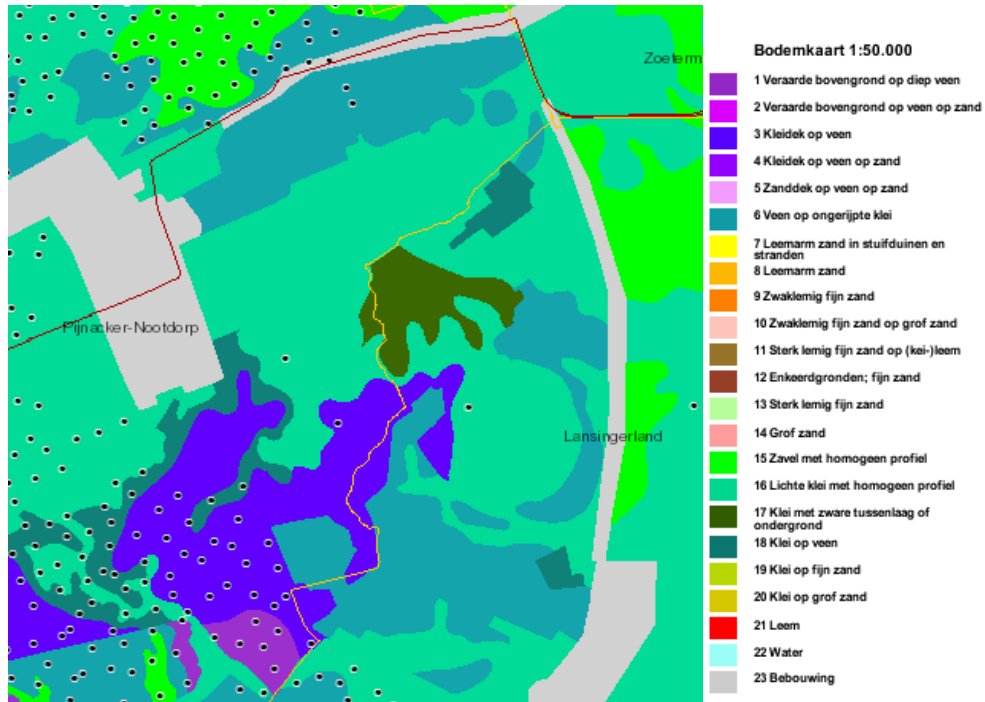 Zoeterm
Pijnacker-Nootdorp
Lansingerland
Bodemkaart 1:50.000
1 Veraarde bovengrond op diep veen
2 Veraarde bovengrond op veen op zand
3 Kleidek op veen
4 Kleidek op veen op zand
5 Zanddek op veen op zand
6 Veen op ongerijpte klei
7 Leemarm zand in stuifduinen en
stranden
8 Leemarm zand
9 Zwaklemig fijn zand
10 Zwaklemig fijn zand op grof zand
11 Sterk lemig fijn zand op (kei-)leem
12 Enkeerdgronden; fijn zand
13 Sterk lemig fijn zand
14 Grof zand
15 Zavel met homogeen profiel
16 Lichte klei met homogeen profiel
17 Klei met zware tussenlaag of
ondergrond
18 Klei op veen
19 Klei op fijn zand
20 Klei op grof zand
21 Leem
22 Water
23 Bebouwing